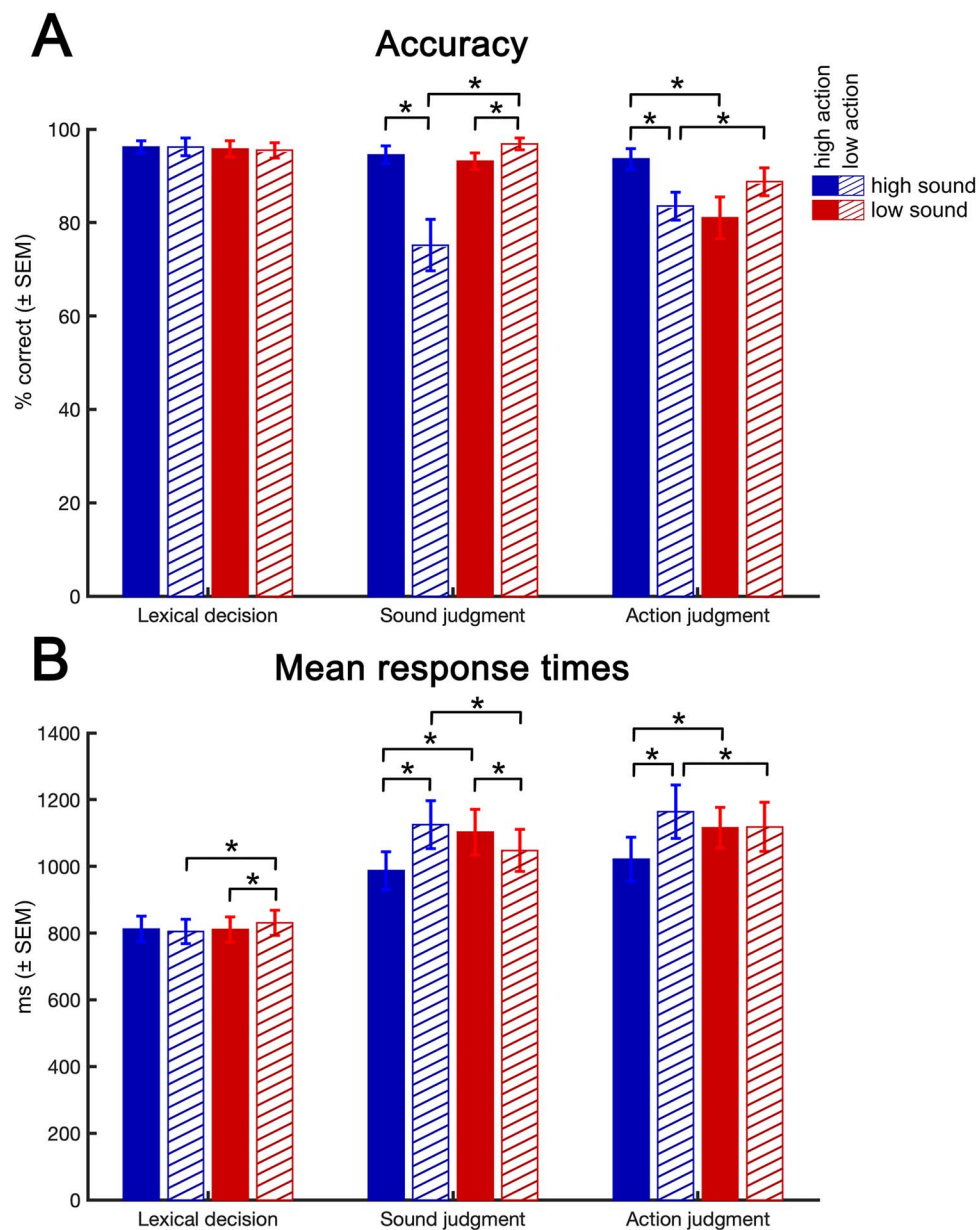 A
Accuracy
high action
low action
high sound
low sound
% correct (± SEM)
100
80
60
40
20
0
* * * * * *
Lexical decision
Sound judgment
Action judgment
B
Mean response times
ms (± SEM)
1400
1200
1000
800
600
400
200
0
* * * * * * * * *
Lexical decision
Sound judgment
Action judgment